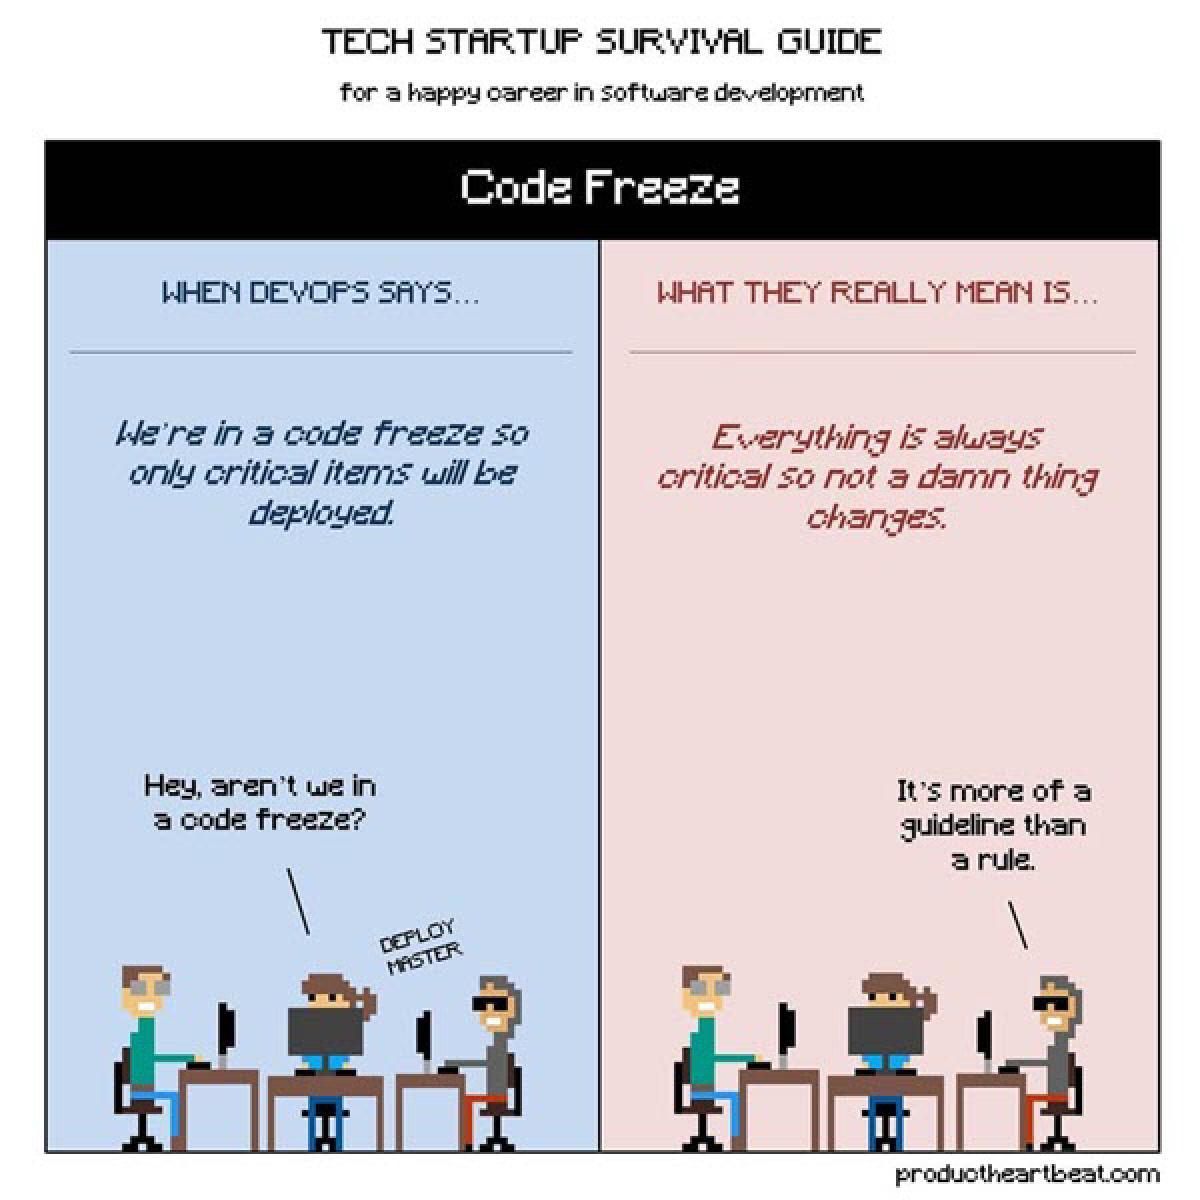 TECH STARTUP SURVIVAL GUIDE
for a happy career in software development
Code Freeze
WHEN DEVOPS SAYS...
We're in a code freeze so
only critical items will be
deployed.
Hey, aren't we in
a code freeze?
DEPLOY
MASTER
WHAT THEY REALLY MEAN IS...
Everything is always
critical so not a damn thing
changes.
It's more of a
guideline than
a rule.
productheartbeat.com